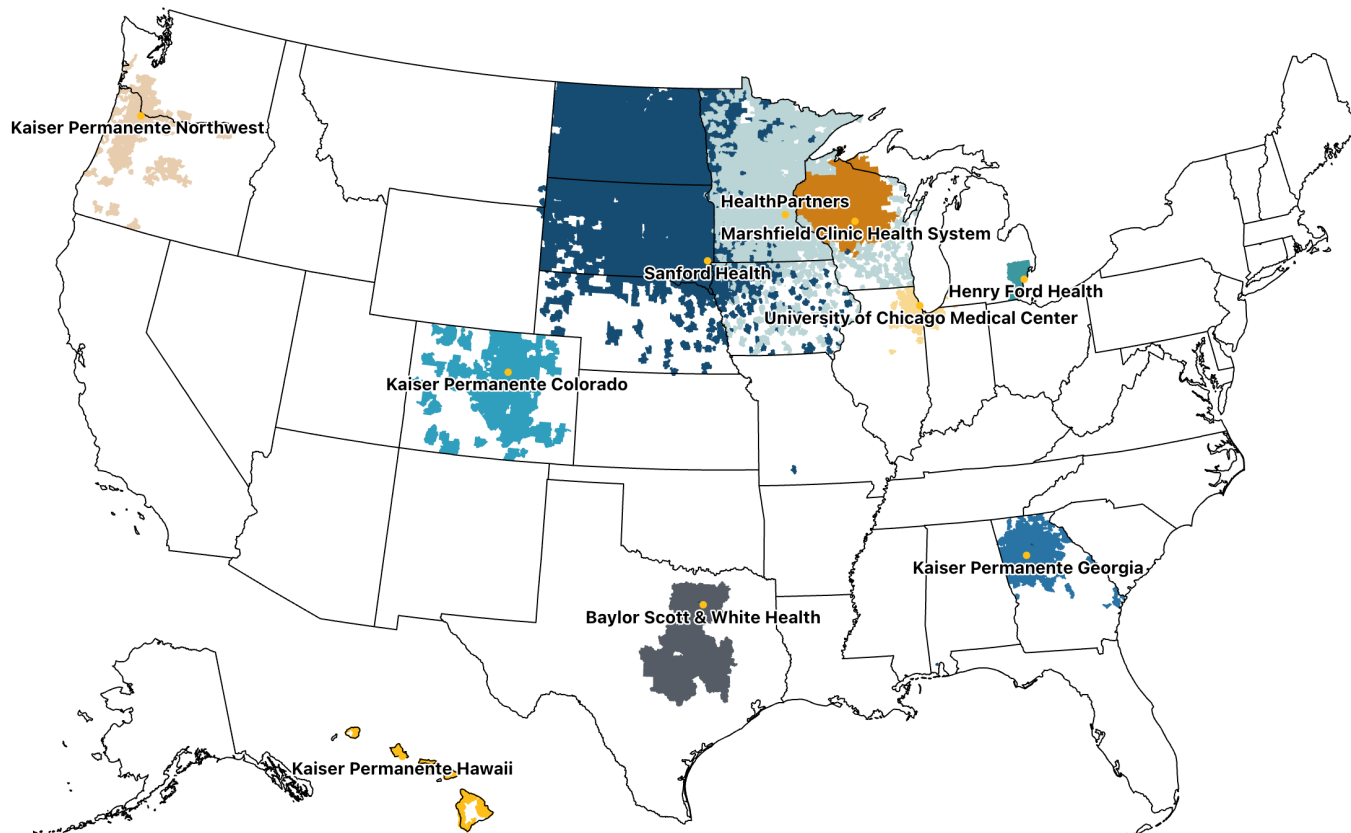 Kaiser Permanente Northwest
HealthPartners
Marshfield Clinic Health System
Sanford Health
Henry Ford Health
University of Chicago Medical Center
Kaiser Permanente Colorado
Kaiser Permanente Georgia
Baylor Scott & White Health
Kaiser Permanente Hawaii